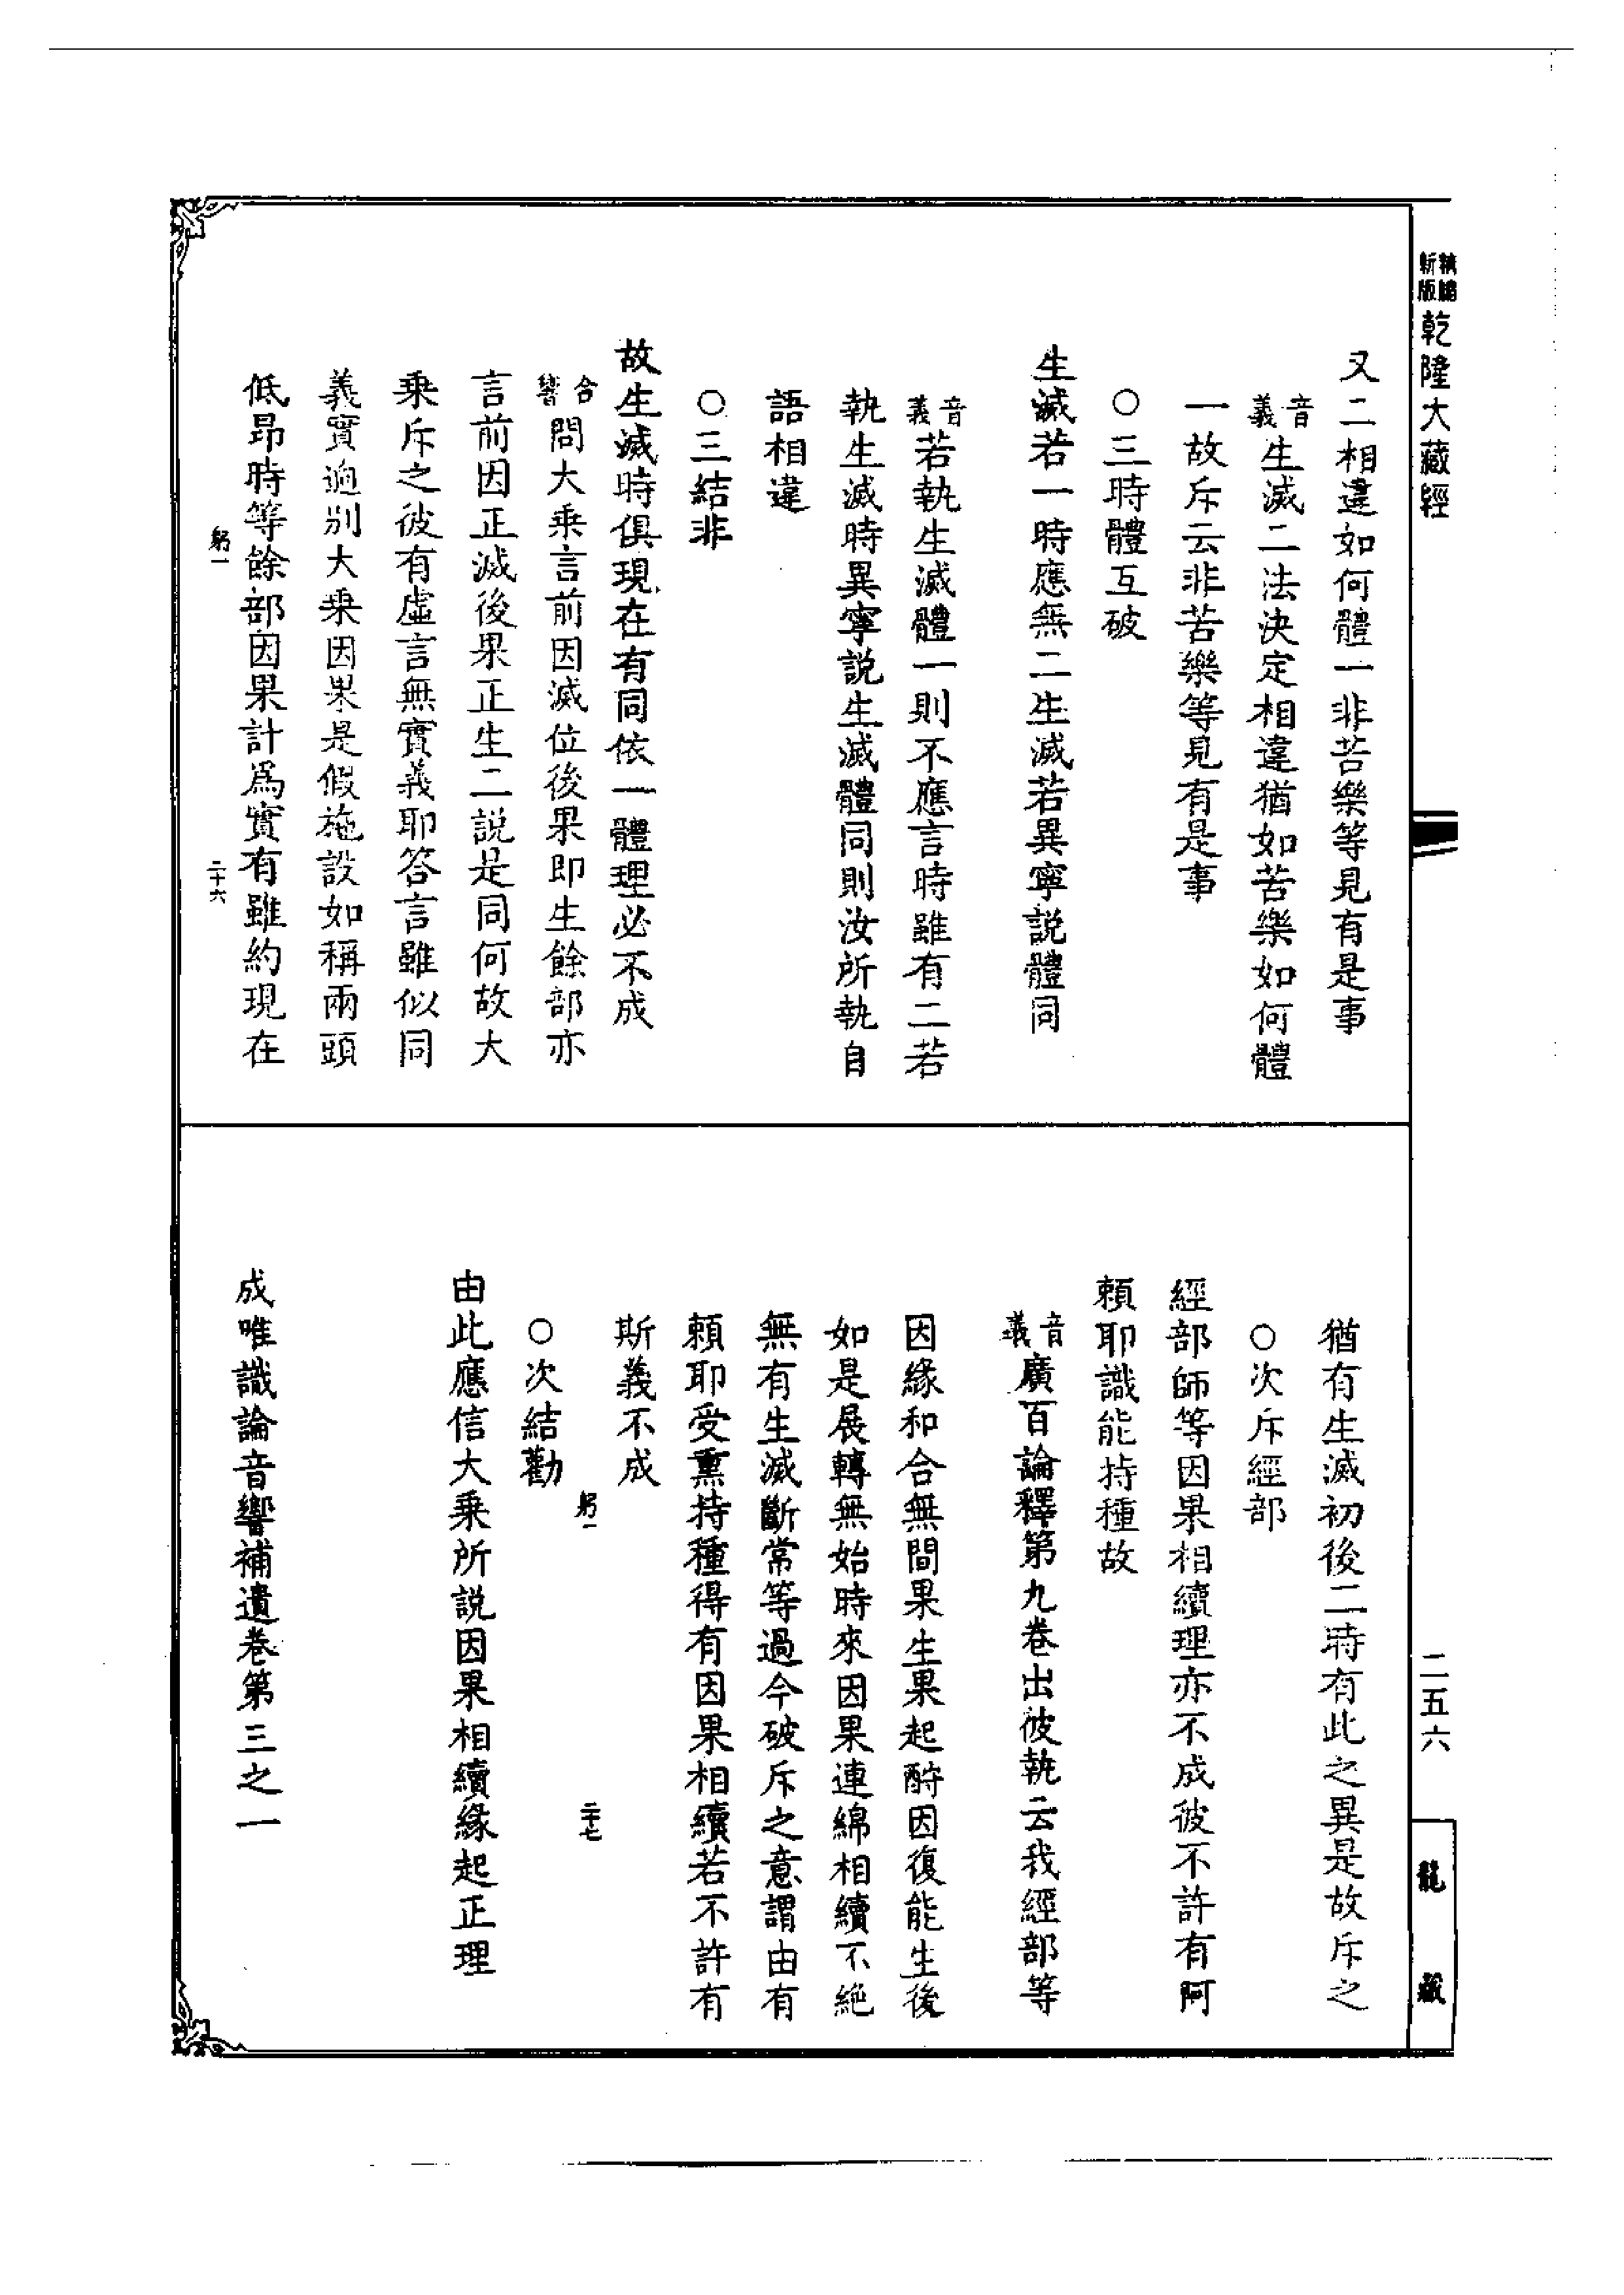 新版精縮乾隆大藏經
二五六
龍藏
又二相違如何體一非苦樂等見有是事
音義生滅二法決定相違猶如苦樂如何體
一故斥云非苦樂等見有是事
○三時體互破
生滅若一時應無二生滅若異寧説體同
音義若執生滅體一則不應言時雖有二若
執生滅時異寧説生滅體同則汝所執自
語相違
○三結非
故生滅時俱現在有同依一體理必不成
合響問大乘言前因滅位後果即生餘部亦
言前因正滅後果正生二説是同何故大
乘斥之彼有虛言無實義耶答言雖似同
義實逈別大乘因果是假施設如稱兩頭
低昂時等餘部因果計爲實有雖約現在
躬一
二十六
猶有生滅初後二時有此之異是故斥之
○次斥經部
經部師等因果相續理亦不成彼不許有阿
賴耶識能持種故
音義廣百論釋第九卷出彼執云我經部等
因緣和合無間果生果起酧因復能生後
如是展轉無始時來因果連綿相續不絶
無有生滅斷常等過今破斥之意謂由有
賴耶受熏持種得有因果相續若不許有
斯義不成
躬一
二十七
○次結勸
由此應信大乘所説因果相續緣起正理
成唯識論音響補遺卷第三之一